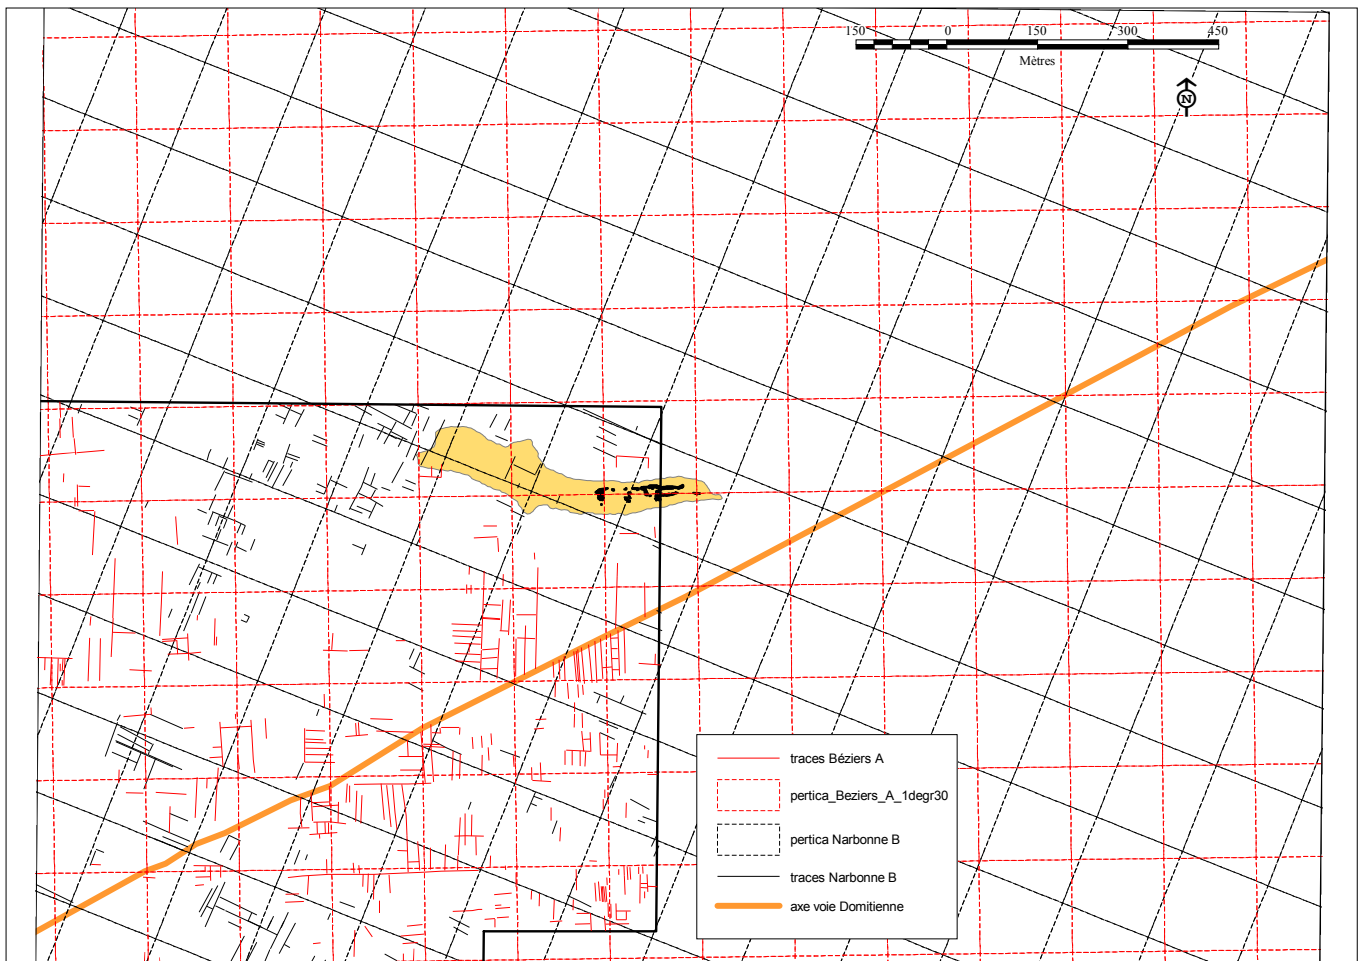 150 0 150 300 450
Mètres
N
traces Béziers A
pertica_Beziers_A_1degr30
pertica Narbonne B
traces Narbonne B
axe voie Domitienne